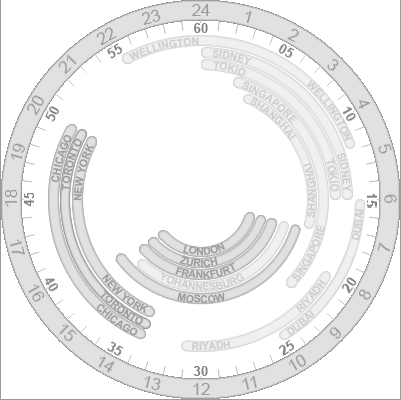 24
1
2
3
4
5
6
7
8
9
10
11
12
13
14
15
16
17
18
19
20
21
22
23
60
05
10
15
20
25
30
35
40
45
50
55
WELLINGTON
WELLINGTON
SIDNEY
SIDNEY
TOKIO
TOKIO
SINGAPORE
SINGAPORE
SHANGHAI
SHANGHAI
DUBAI
DUBAI
RIYADH
RIYADH
CHICAGO
CHICAGO
TORONTO
TORONTO
NEW YORK
NEW YORK
LONDON
ZURICH
FRANKFURT
YOHANNESBURG
MOSCOW